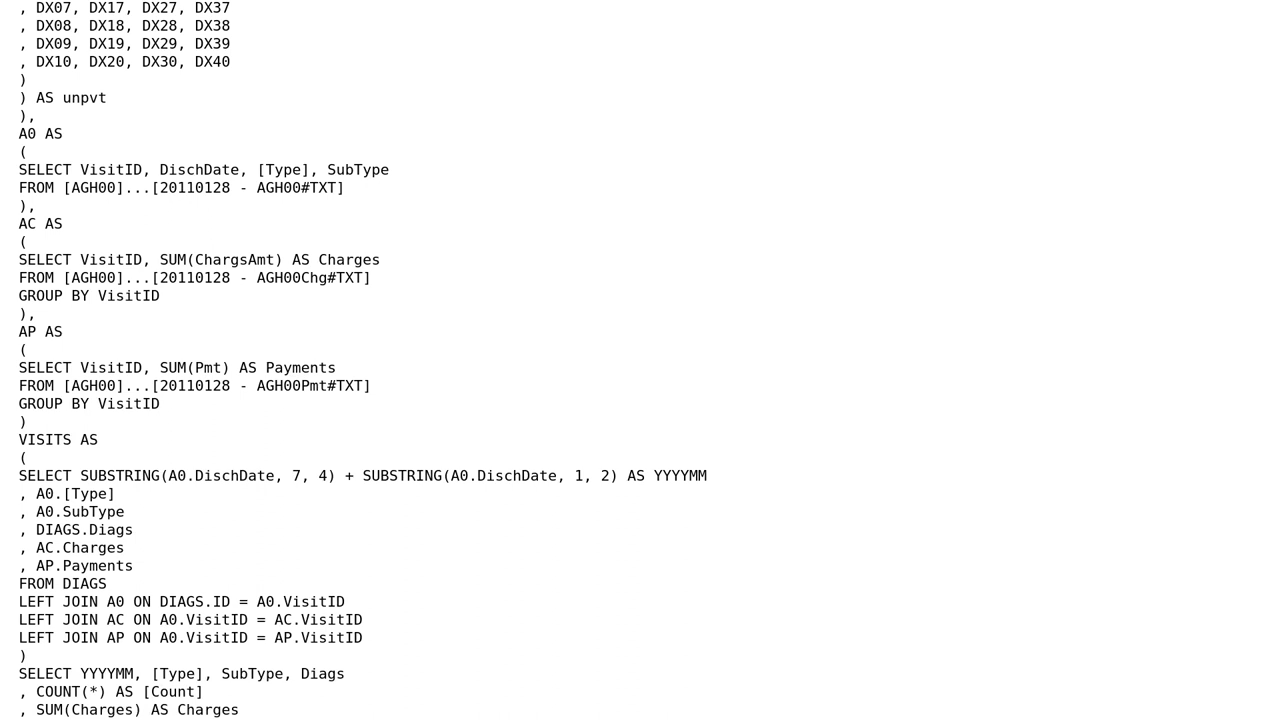 , DX07, DX17, DX27, DX37
, DX08, DX18, DX28, DX38
, DX09, DX19, DX29, DX39
, DX10, DX20, DX30, DX40
)
) AS unpvt
),
A0 AS
(
SELECT VisitID, DischDate, [Type], SubType
FROM [AGH00]...[20110128 - AGH00#TXT]
),
AC AS
(
SELECT VisitID, SUM(ChargsAmt) AS Charges
FROM [AGH00]...[20110128 - AGH00Chg#TXT]
GROUP BY VisitID
),
AP AS
(
SELECT VisitID, SUM(Pmt) AS Payments
FROM [AGH00]...[20110128 - AGH00Pmt#TXT]
GROUP BY VisitID
)
VISITS AS
(
SELECT SUBSTRING(A0.DischDate, 7, 4) + SUBSTRING(A0.DischDate, 1, 2) AS YYYYMM
, A0.[Type]
, A0.SubType
, DIAGS.Diags
, AC.Charges
, AP.Payments
FROM DIAGS
LEFT JOIN A0 ON DIAGS.ID = A0.VisitID
LEFT JOIN AC ON A0.VisitID = AC.VisitID
LEFT JOIN AP ON A0.VisitID = AP.VisitID
)
SELECT YYYYMM, [Type], SubType, Diags
, COUNT(*) AS [Count]
, SUM(Charges) AS Charges